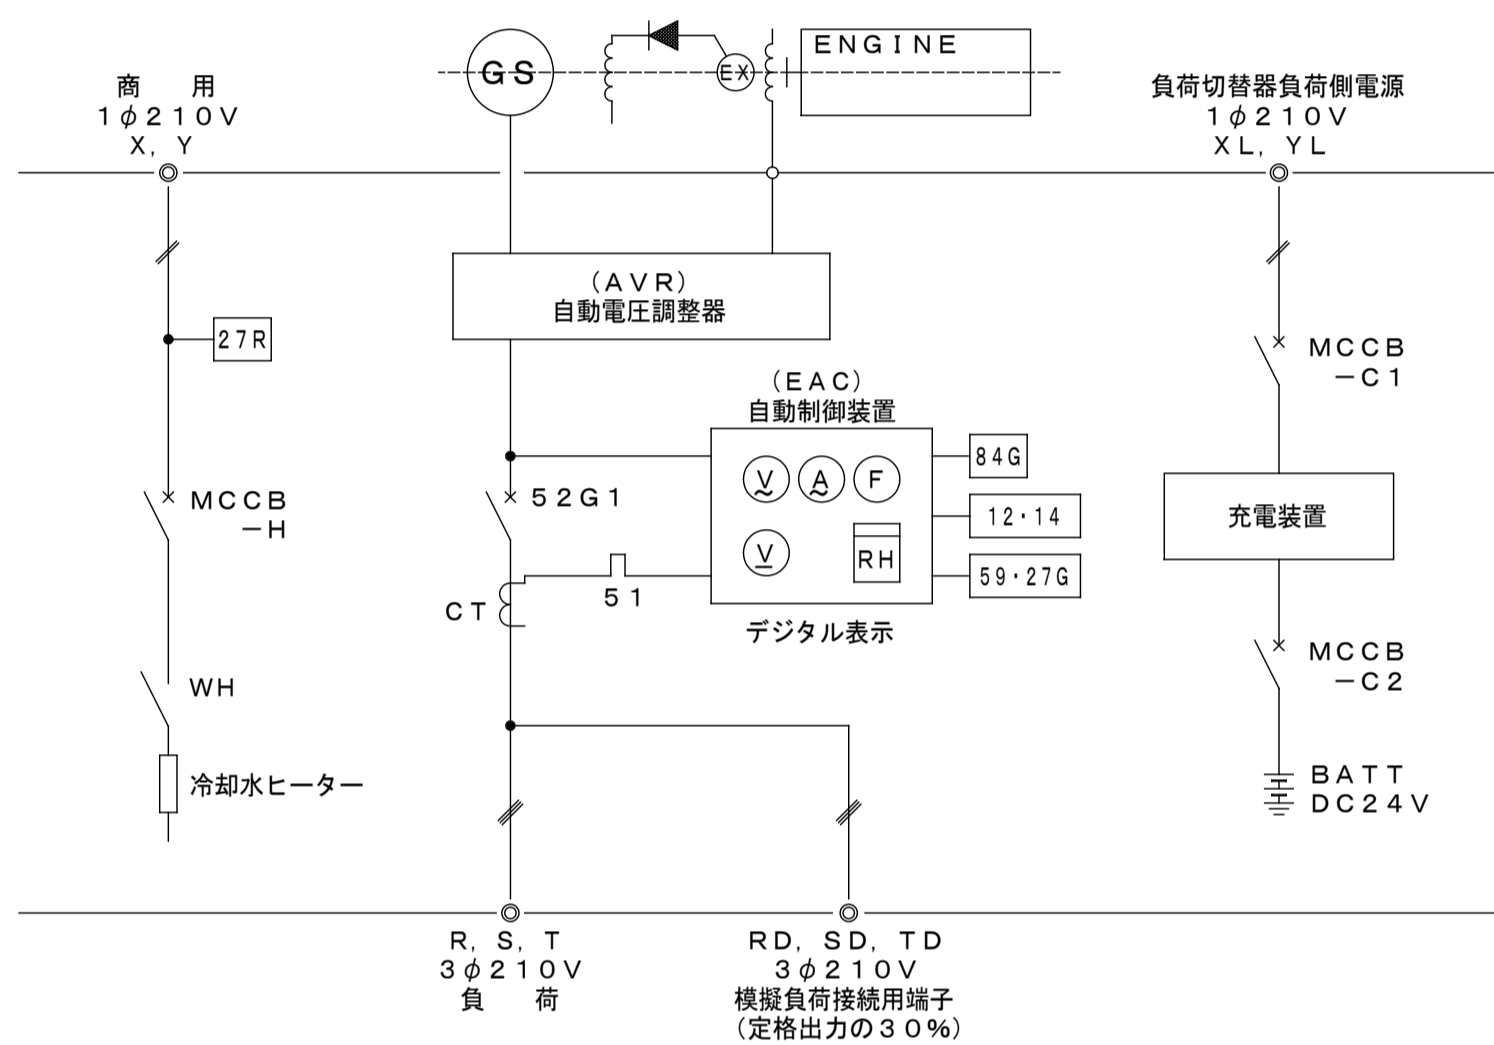 GS
EX
ENGINE
商　用
1φ210V
X, Y
負荷切替器負荷側電源
1φ210V
XL, YL
(AVR)
自動電圧調整器
27R
MCCB
-C1
(EAC)
自動制御装置
84G
V A F
52G1
MCCB
-H
12・14
充電装置
V
RH
59・27G
51
CT
デジタル表示
MCCB
-C2
WH
冷却水ヒーター
BATT
DC24V
R, S, T
3φ210V
負　荷
RD, SD, TD
3φ210V
模擬負荷接続用端子
(定格出力の30%)